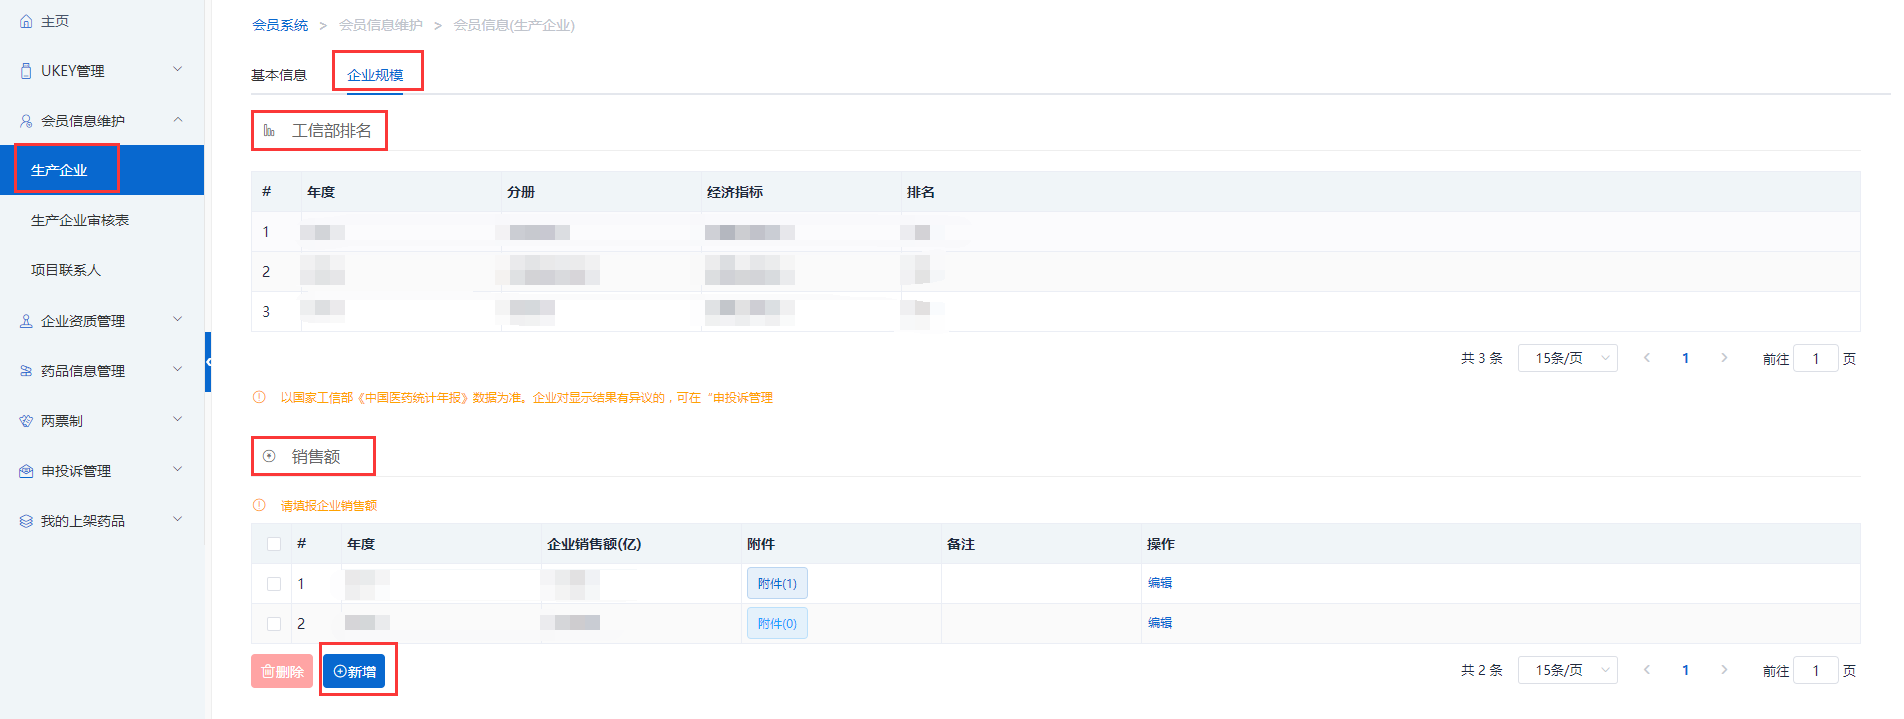 主页
UKEY管理
会员信息维护
生产企业
生产企业审核表
项目联系人
企业资质管理
药品信息管理
两票制
申投诉管理
我的上架药品
会员系统 > 会员信息维护 > 会员信息(生产企业)
基本信息 企业规模
工信部排名
# 年度 分册 经济指标 排名
1
2
3
共 3 条 15条/页 < 1 > 前往 1 页
以国家工信部《中国医药统计年报》数据为准。企业对显示结果有异议的，可在“申投诉管理
销售额
请填报企业销售额
# 年度 企业销售额(亿) 附件 备注 操作
1 附件(1) 编辑
2 附件(0) 编辑
删除 新增
共 2 条 15条/页 < 1 > 前往 1 页